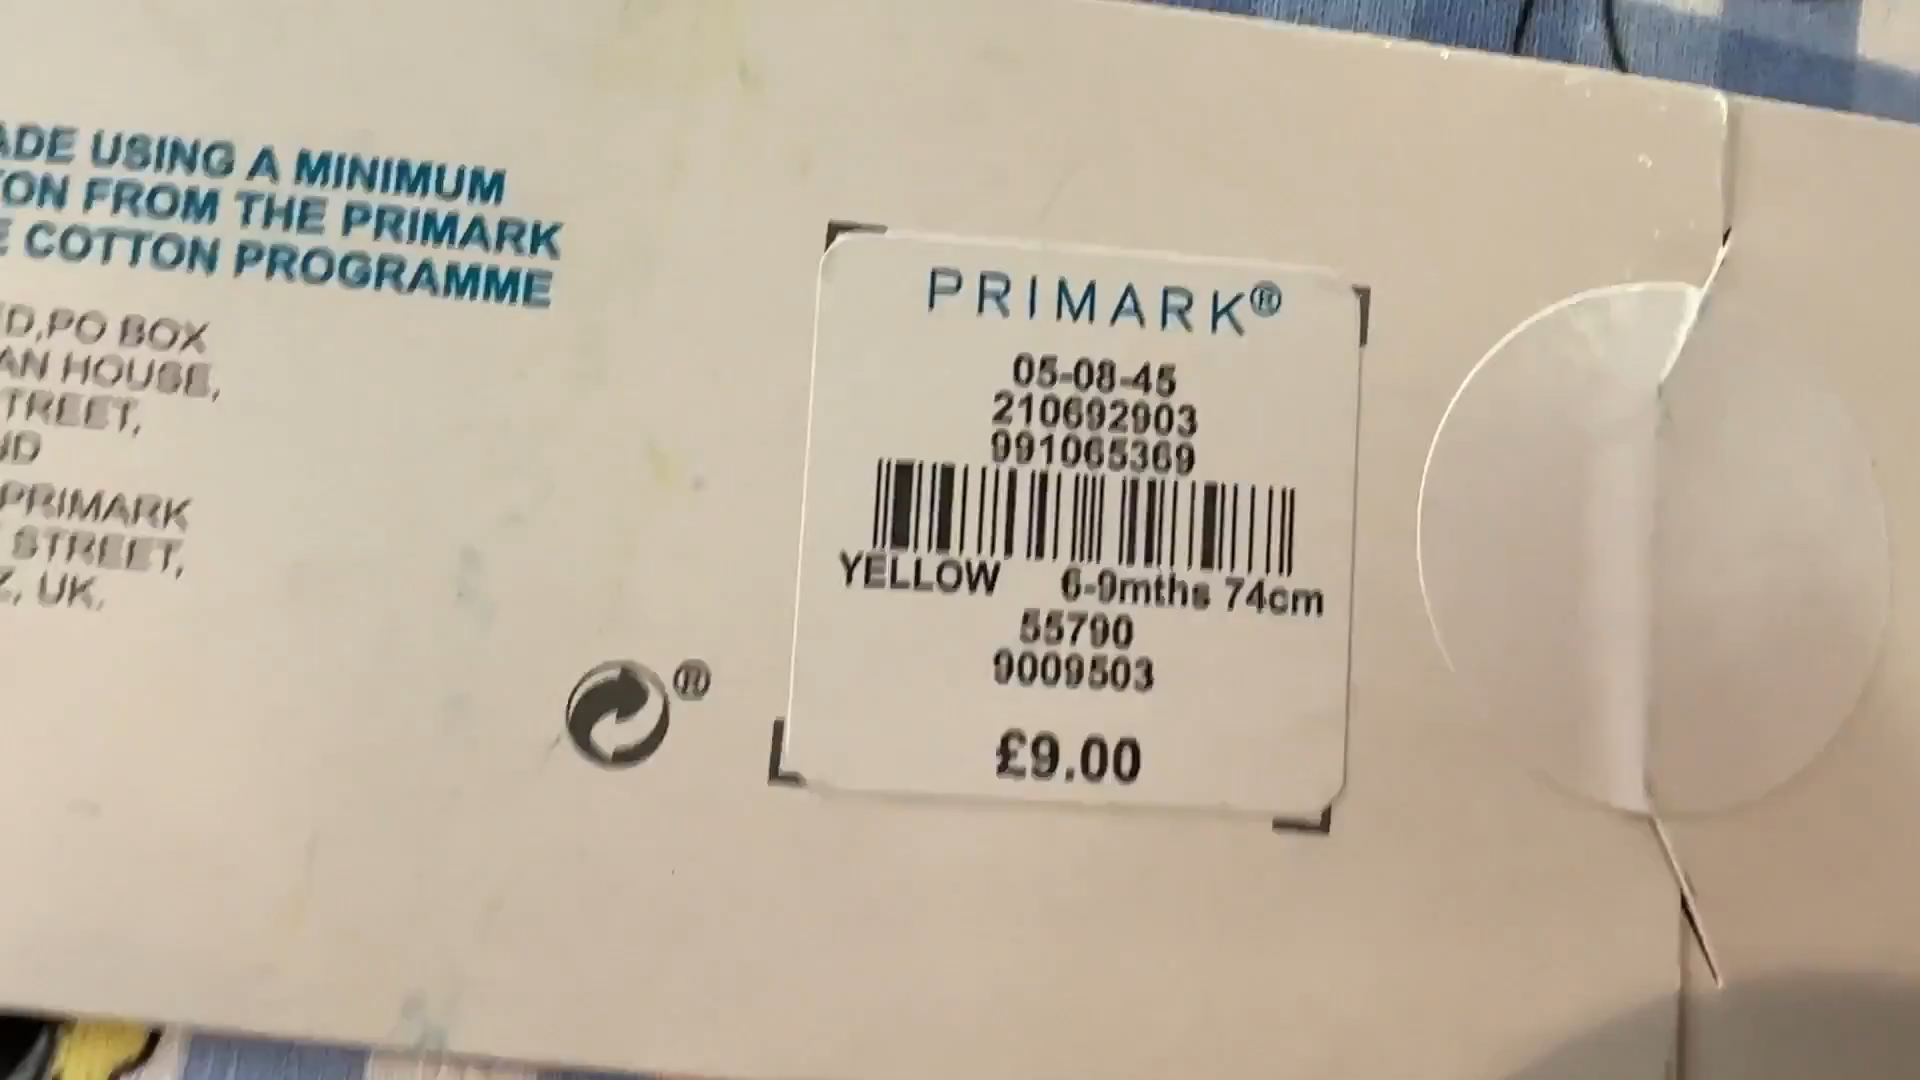 ADE USING A MINIMUM
ON FROM THE PRIMARK
E COTTON PROGRAMME
D,PO BOX
AN HOUSE,
TREET,
ND
PRIMARK
STREET,
Z, UK.
®
PRIMARK®
05-08-45
210692903
991065369
YELLOW 6-9mths 74cm
55790
9009503
£9.00